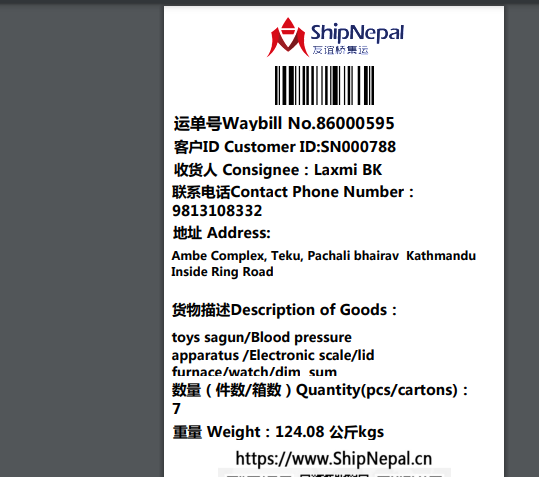 ShipNepal
友谊桥集运
运单号Waybill No.86000595
客户ID Customer ID:SN000788
收货人 Consignee：Laxmi BK
联系电话Contact Phone Number：
9813108332
地址 Address:
Ambe Complex, Teku, Pachali bhairav  Kathmandu
Inside Ring Road
货物描述Description of Goods：
toys sagun/Blood pressure
apparatus /Electronic scale/lid
furnace/watch/dim  sum
数量（件数/箱数）Quantity(pcs/cartons)：
7
重量 Weight：124.08 公斤kgs
https://www.ShipNepal.cn